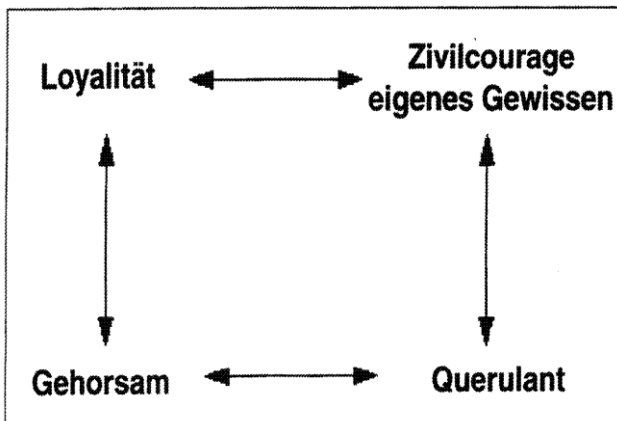 Loyalität
Zivilcourage
eigenes Gewissen
Gehorsam
Querulant